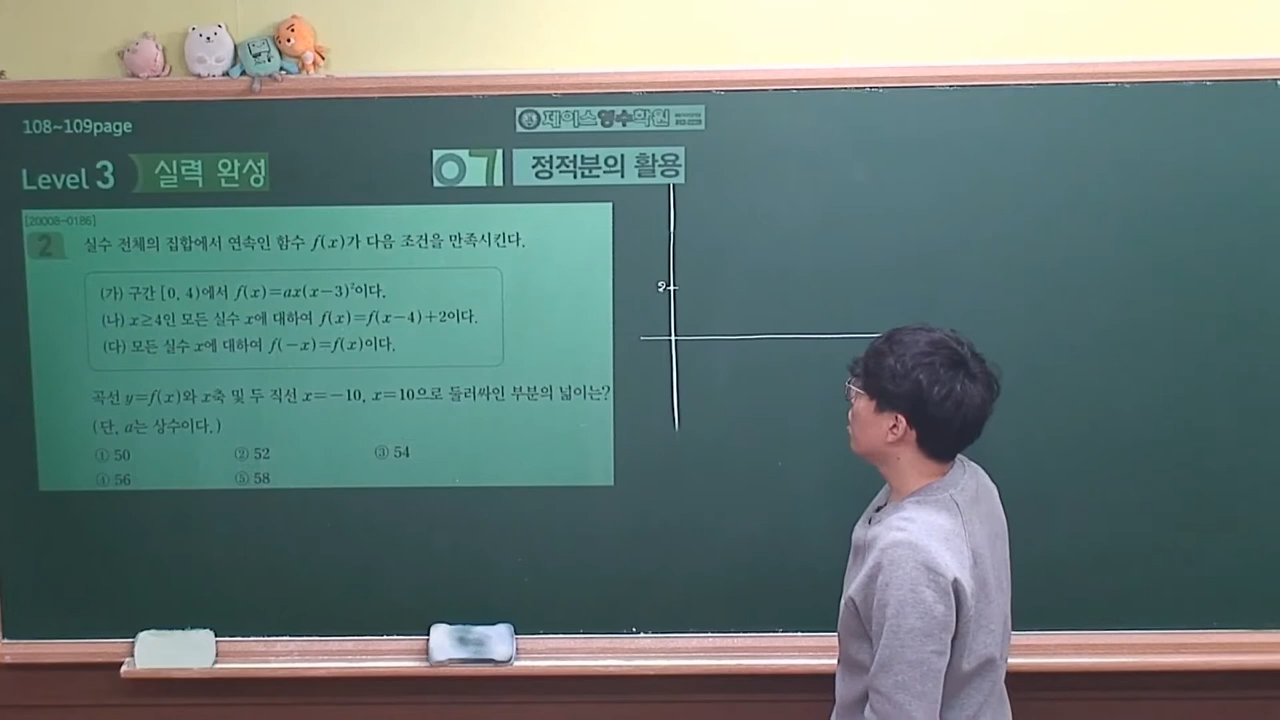 108~109page
제이스영수학원
Level 3 실력 완성
07 정적분의 활용
[20008-0186]
2 실수 전체의 집합에서 연속인 함수 f(x)가 다음 조건을 만족시킨다.
(가) 구간 [0, 4)에서 f(x)=ax(x-3)²이다.
(나) x≥4인 모든 실수 x에 대하여 f(x)=f(x-4)+2이다.
(다) 모든 실수 x에 대하여 f(-x)=f(x)이다.
곡선 y=f(x)와 x축 및 두 직선 x=-10, x=10으로 둘러싸인 부분의 넓이는?
(단, a는 상수이다.)
① 50 ② 52 ③ 54
④ 56 ⑤ 58
2